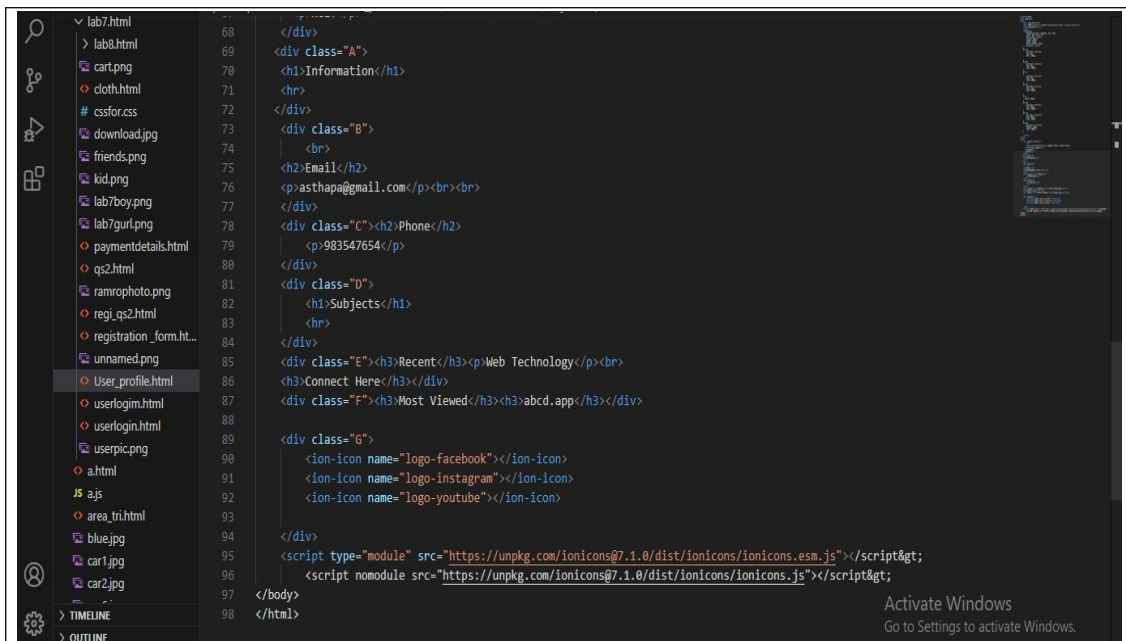 lab7.html
lab8.html
cart.png
cloth.html
# cssfor.css
download.jpg
friends.png
kid.png
lab7boy.png
lab7gurl.png
paymentdetails.html
qs2.html
ramrophoto.png
regi_qs2.html
registration _form.ht...
unnamed.png
User_profile.html
userlogim.html
userlogin.html
userpic.png
a.html
JS a.js
area_tri.html
blue.jpg
car1.jpg
car2.jpg
TIMELINE
OUTLINE
68 </div>
69 <div class="A">
70 <h1>Information</h1>
71 <hr>
72 </div>
73 <div class="B">
74 <br>
75 <h2>Email</h2>
76 <p>asthapa@gmail.com</p><br><br>
77 </div>
78 <div class="C"><h2>Phone</h2>
79 <p>983547654</p>
80 </div>
81 <div class="D">
82 <h1>Subjects</h1>
83 <hr>
84 </div>
85 <div class="E"><h3>Recent</h3><p>Web Technology</p><br>
86 <h3>Connect Here</h3></div>
87 <div class="F"><h3>Most Viewed</h3><h3>abcd.app</h3></div>
88
89 <div class="G">
90 <ion-icon name="logo-facebook"></ion-icon>
91 <ion-icon name="logo-instagram"></ion-icon>
92 <ion-icon name="logo-youtube"></ion-icon>
93
94 </div>
95 <script type="module" src="https://unpkg.com/ionicons@7.1.0/dist/ionicons/ionicons.esm.js"></script&gt;
96 <script nomodule src="https://unpkg.com/ionicons@7.1.0/dist/ionicons/ionicons.js"></script&gt;
97 </body>
98 </html>
Activate Windows
Go to Settings to activate Windows.